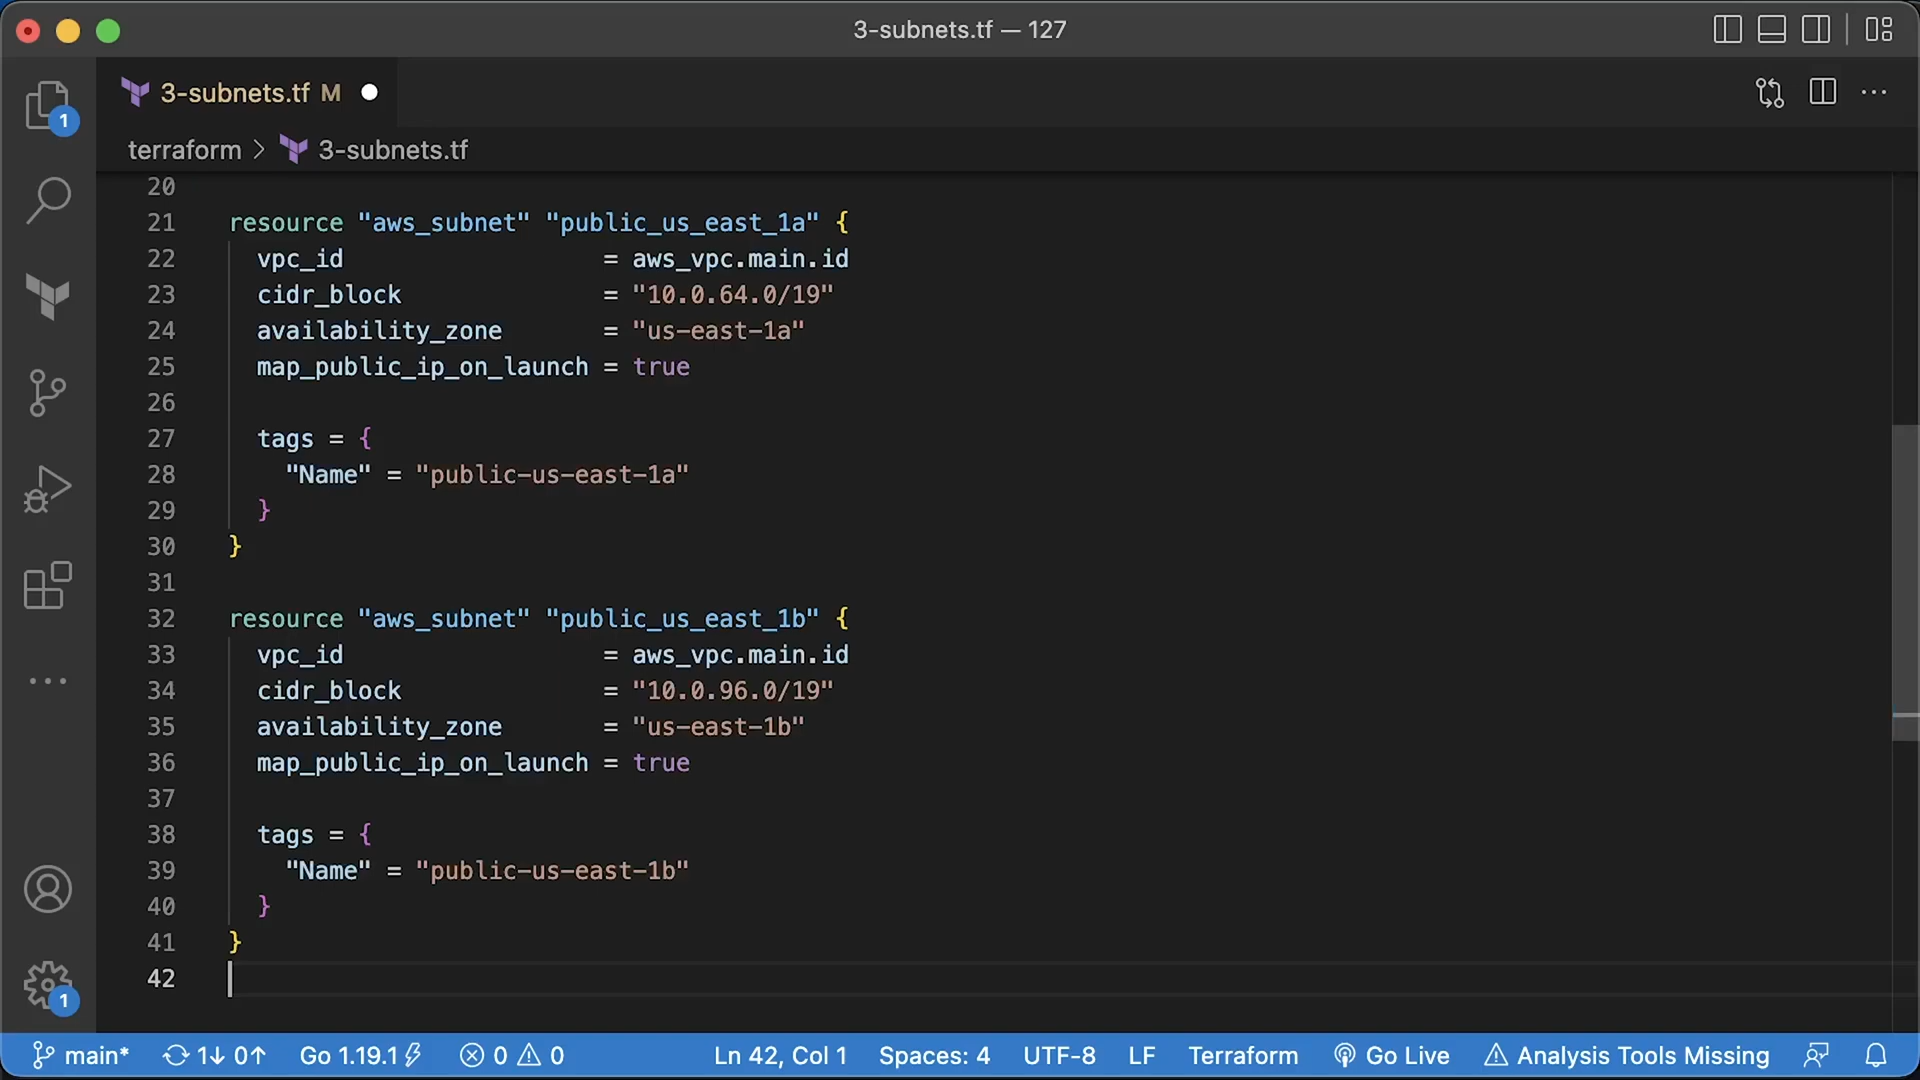 3-subnets.tf — 127
3-subnets.tf M
1
terraform > 3-subnets.tf
20
21 resource "aws_subnet" "public_us_east_1a" {
22 vpc_id = aws_vpc.main.id
23 cidr_block = "10.0.64.0/19"
24 availability_zone = "us-east-1a"
25 map_public_ip_on_launch = true
26
27 tags = {
28 "Name" = "public-us-east-1a"
29 }
30 }
31
32 resource "aws_subnet" "public_us_east_1b" {
33 vpc_id = aws_vpc.main.id
34 cidr_block = "10.0.96.0/19"
35 availability_zone = "us-east-1b"
36 map_public_ip_on_launch = true
37
38 tags = {
39 "Name" = "public-us-east-1b"
40 }
41 }
42
1
main* 1↓ 0↑ Go 1.19.1 0 0 Ln 42, Col 1 Spaces: 4 UTF-8 LF Terraform Go Live Analysis Tools Missing